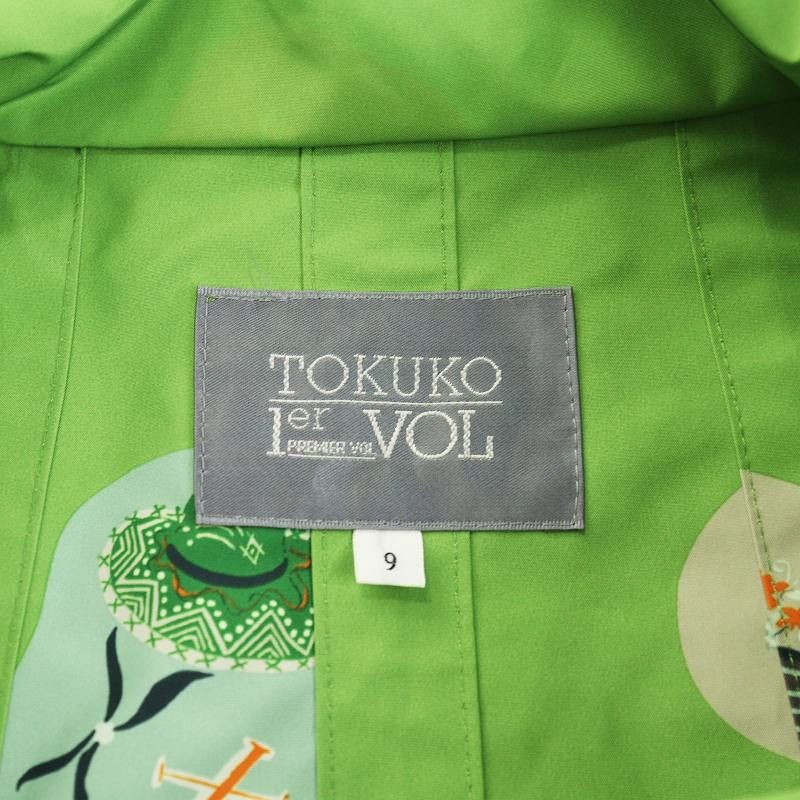 TOKUKO
1er VOL
PREMIER VOL
9